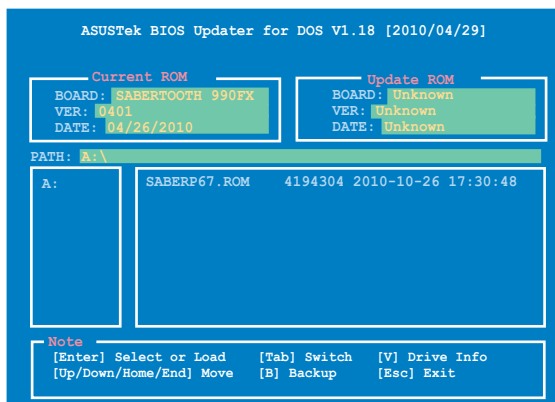 ASUSTek BIOS Updater for DOS V1.18 [2010/04/29]
Current ROM
BOARD: SABERTOOTH 990FX
VER: 0401
DATE: 04/26/2010
Update ROM
BOARD: Unknown
VER: Unknown
DATE: Unknown
PATH: A:\
A:
SABERP67.ROM 4194304 2010-10-26 17:30:48
Note
[Enter] Select or Load [Tab] Switch [V] Drive Info
[Up/Down/Home/End] Move [B] Backup [Esc] Exit